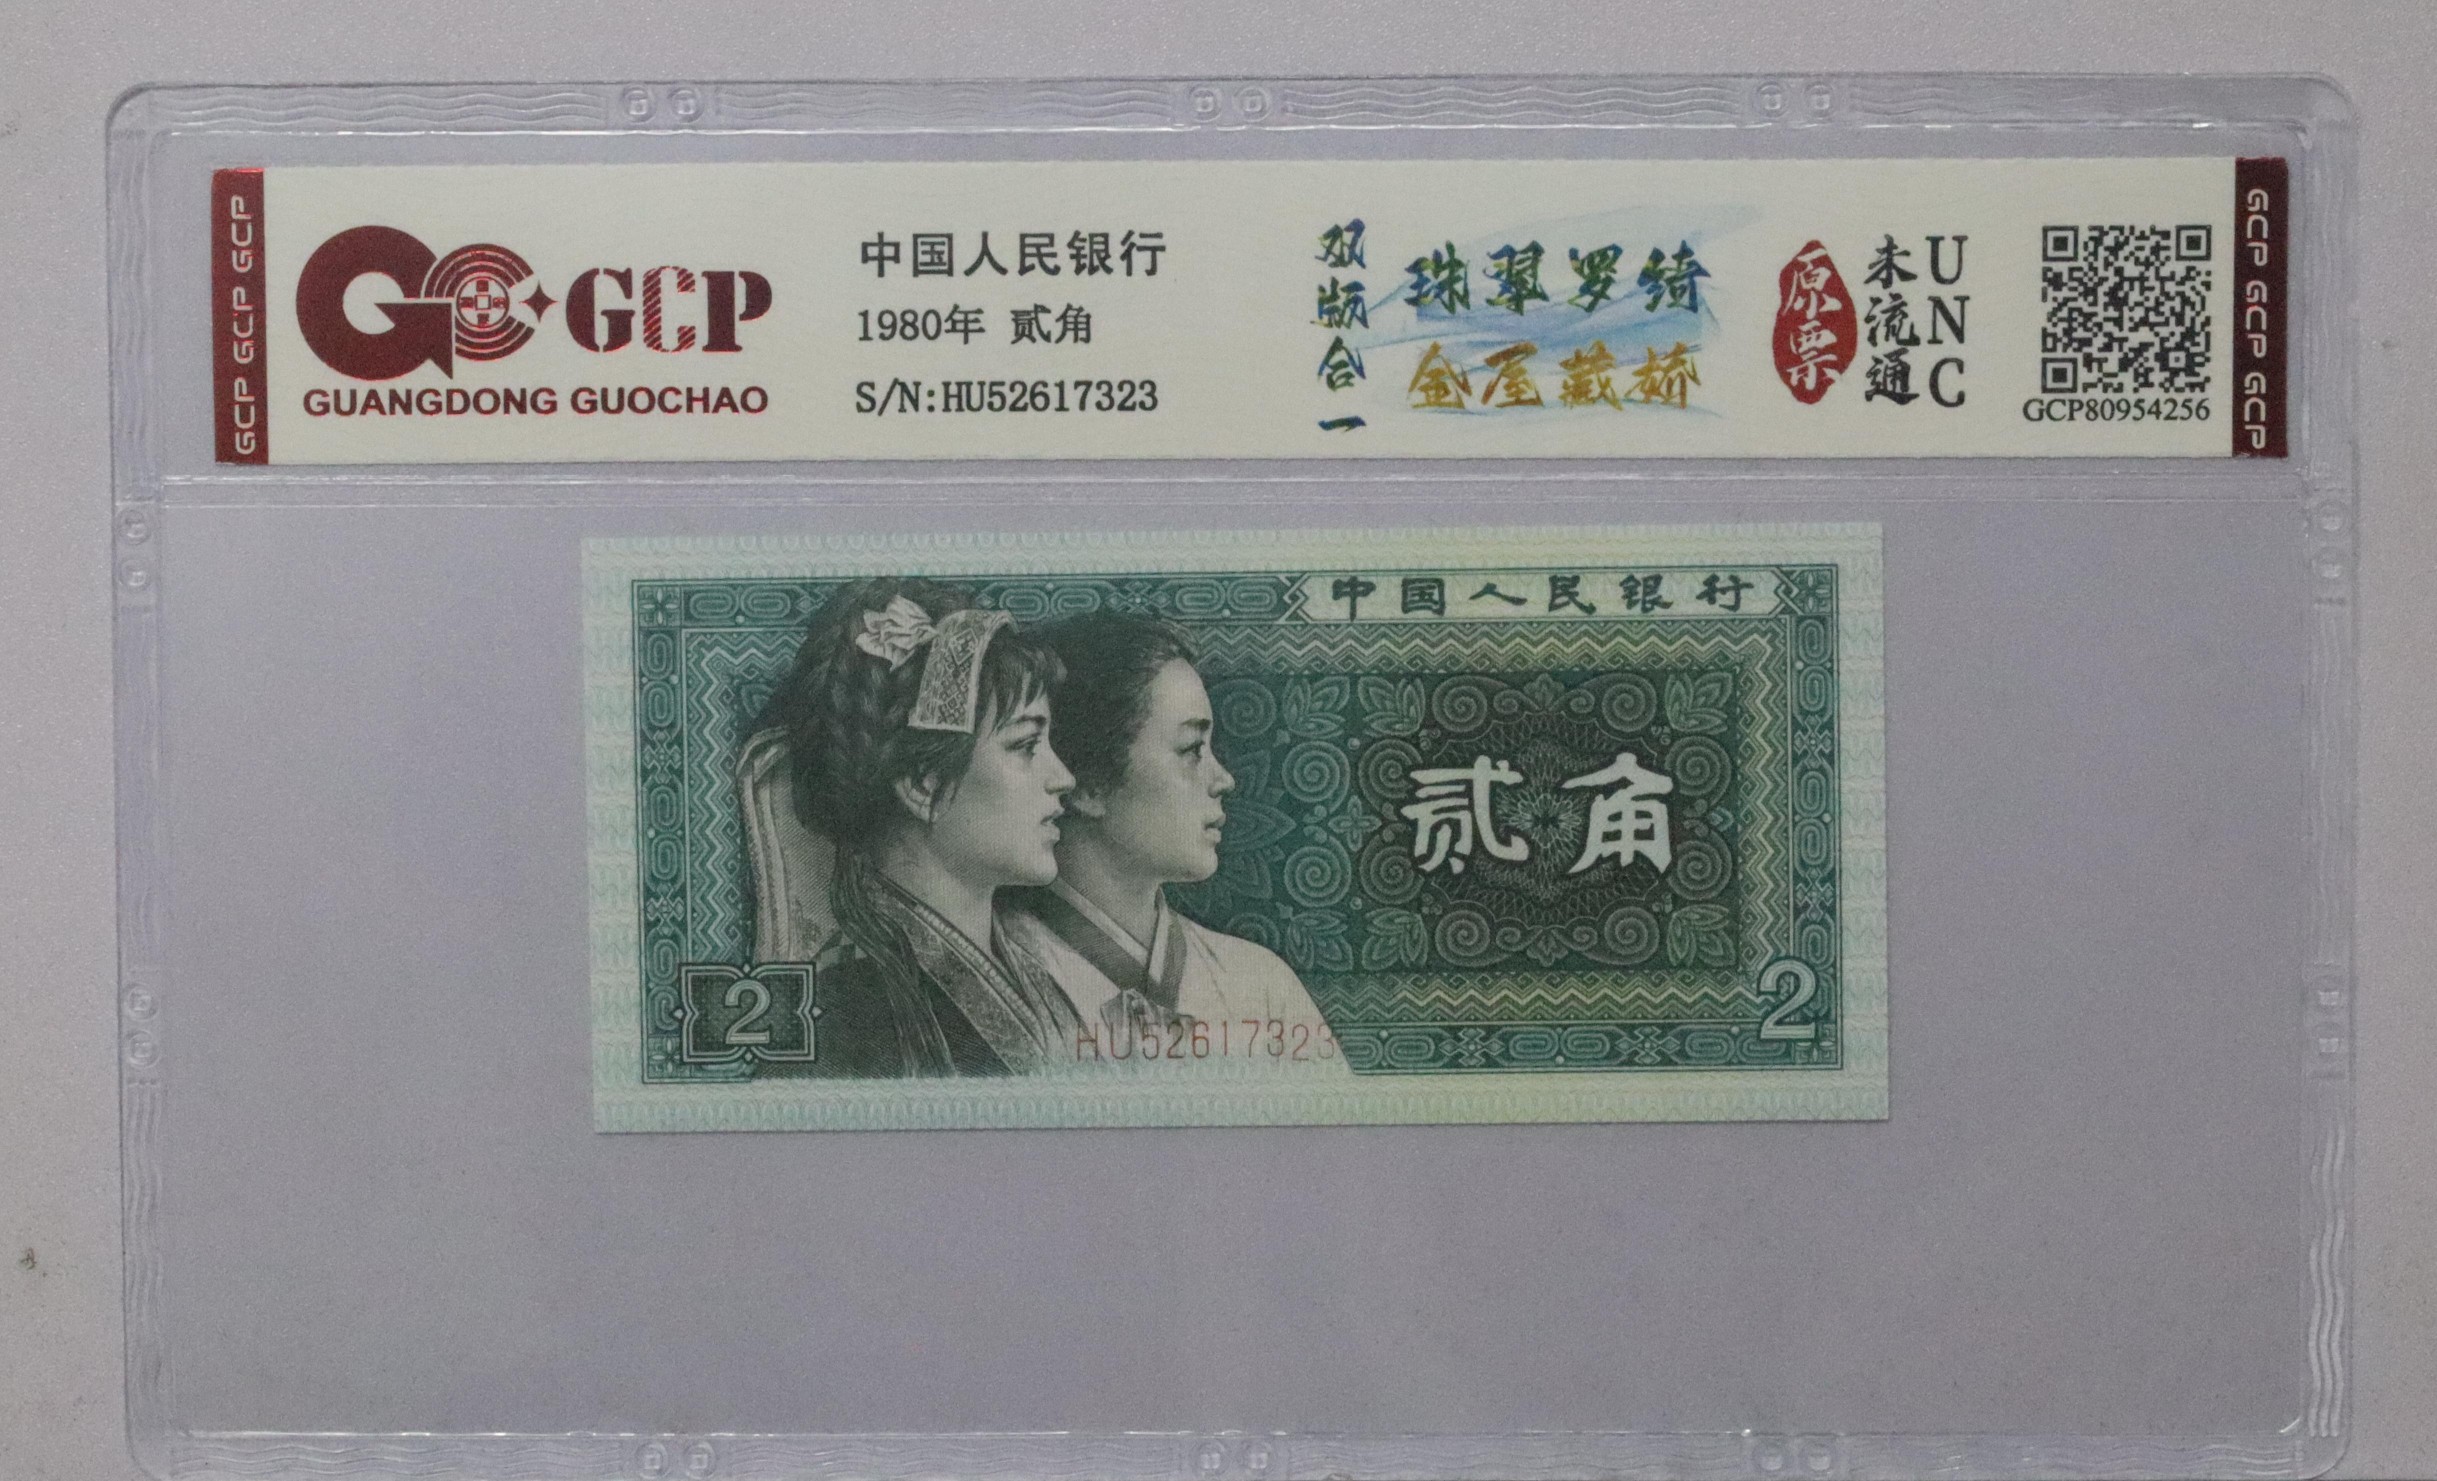 GCP GCP GCP
GCP
GUANGDONG GUOCHAO
中国人民银行
1980年 贰角
S/N:HU52617323
双版合一
珠翠罗绮
金屋藏娇
原票
未流通
UNC
GCP80954256
GCP GCP GCP
中国人民银行
贰角
2
2
HU52617323